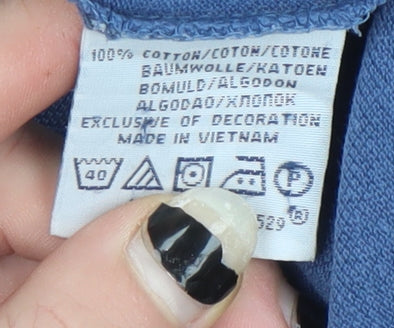 100% COTTON/COTON/COTONE
BAUMWOLLE/KATOEN
BOMULD/ALGODON
ALGODAO/ХЛОПОК
EXCLUSIVE OF DECORATION
MADE IN VIETNAM
40 P
529 ®